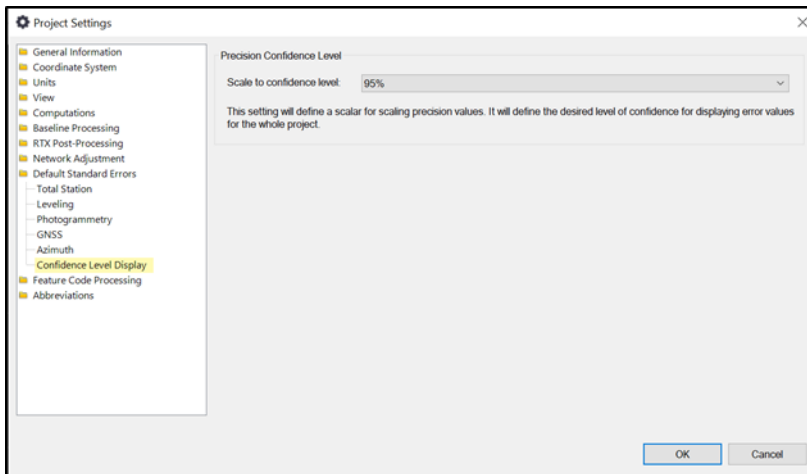 Project Settings
General Information
Coordinate System
Units
View
Computations
Baseline Processing
RTX Post-Processing
Network Adjustment
Default Standard Errors
Total Station
Leveling
Photogrammetry
GNSS
Azimuth
Confidence Level Display
Feature Code Processing
Abbreviations
Precision Confidence Level
Scale to confidence level: 95%
This setting will define a scalar for scaling precision values. It will define the desired level of confidence for displaying error values
for the whole project.
OK Cancel